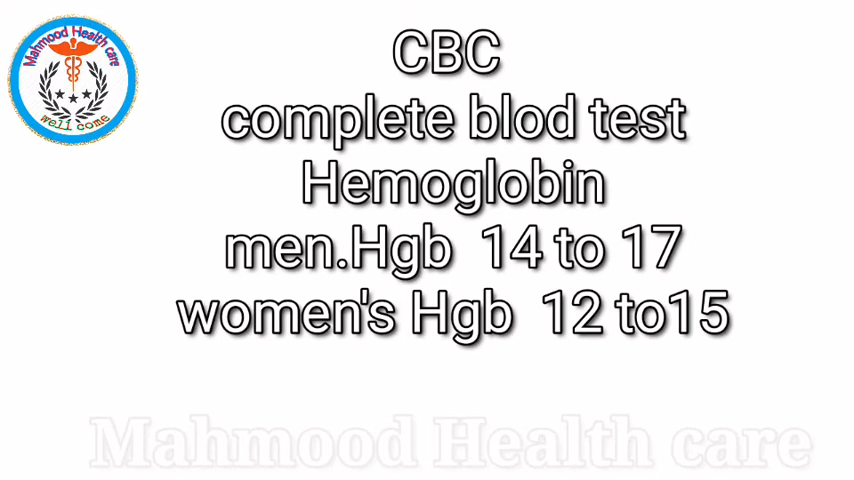 Mahmood Health care
well come
CBC
complete blod test
Hemoglobin
men.Hgb 14 to 17
women's Hgb 12 to15
Mahmood Health care